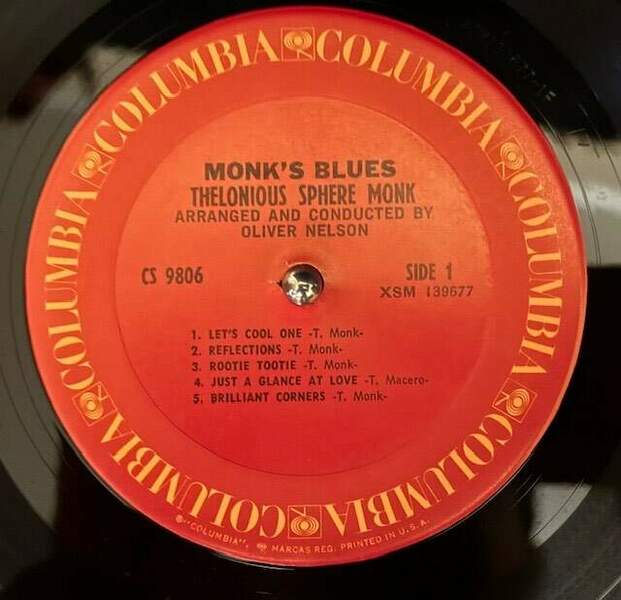 COLUMBIA COLUMBIA COLUMBIA COLUMBIA COLUMBIA COLUMBIA
MONK'S BLUES
THELONIOUS SPHERE MONK
ARRANGED AND CONDUCTED BY
OLIVER NELSON
CS 9806
SIDE 1
XSM 139677
1. LET'S COOL ONE -T. Monk-
2. REFLECTIONS -T. Monk-
3. ROOTIE TOOTIE -T. Monk-
4. JUST A GLANCE AT LOVE -T. Macero-
5. BRILLIANT CORNERS -T. Monk-
®"COLUMBIA", MARCAS REG. PRINTED IN U.S.A.